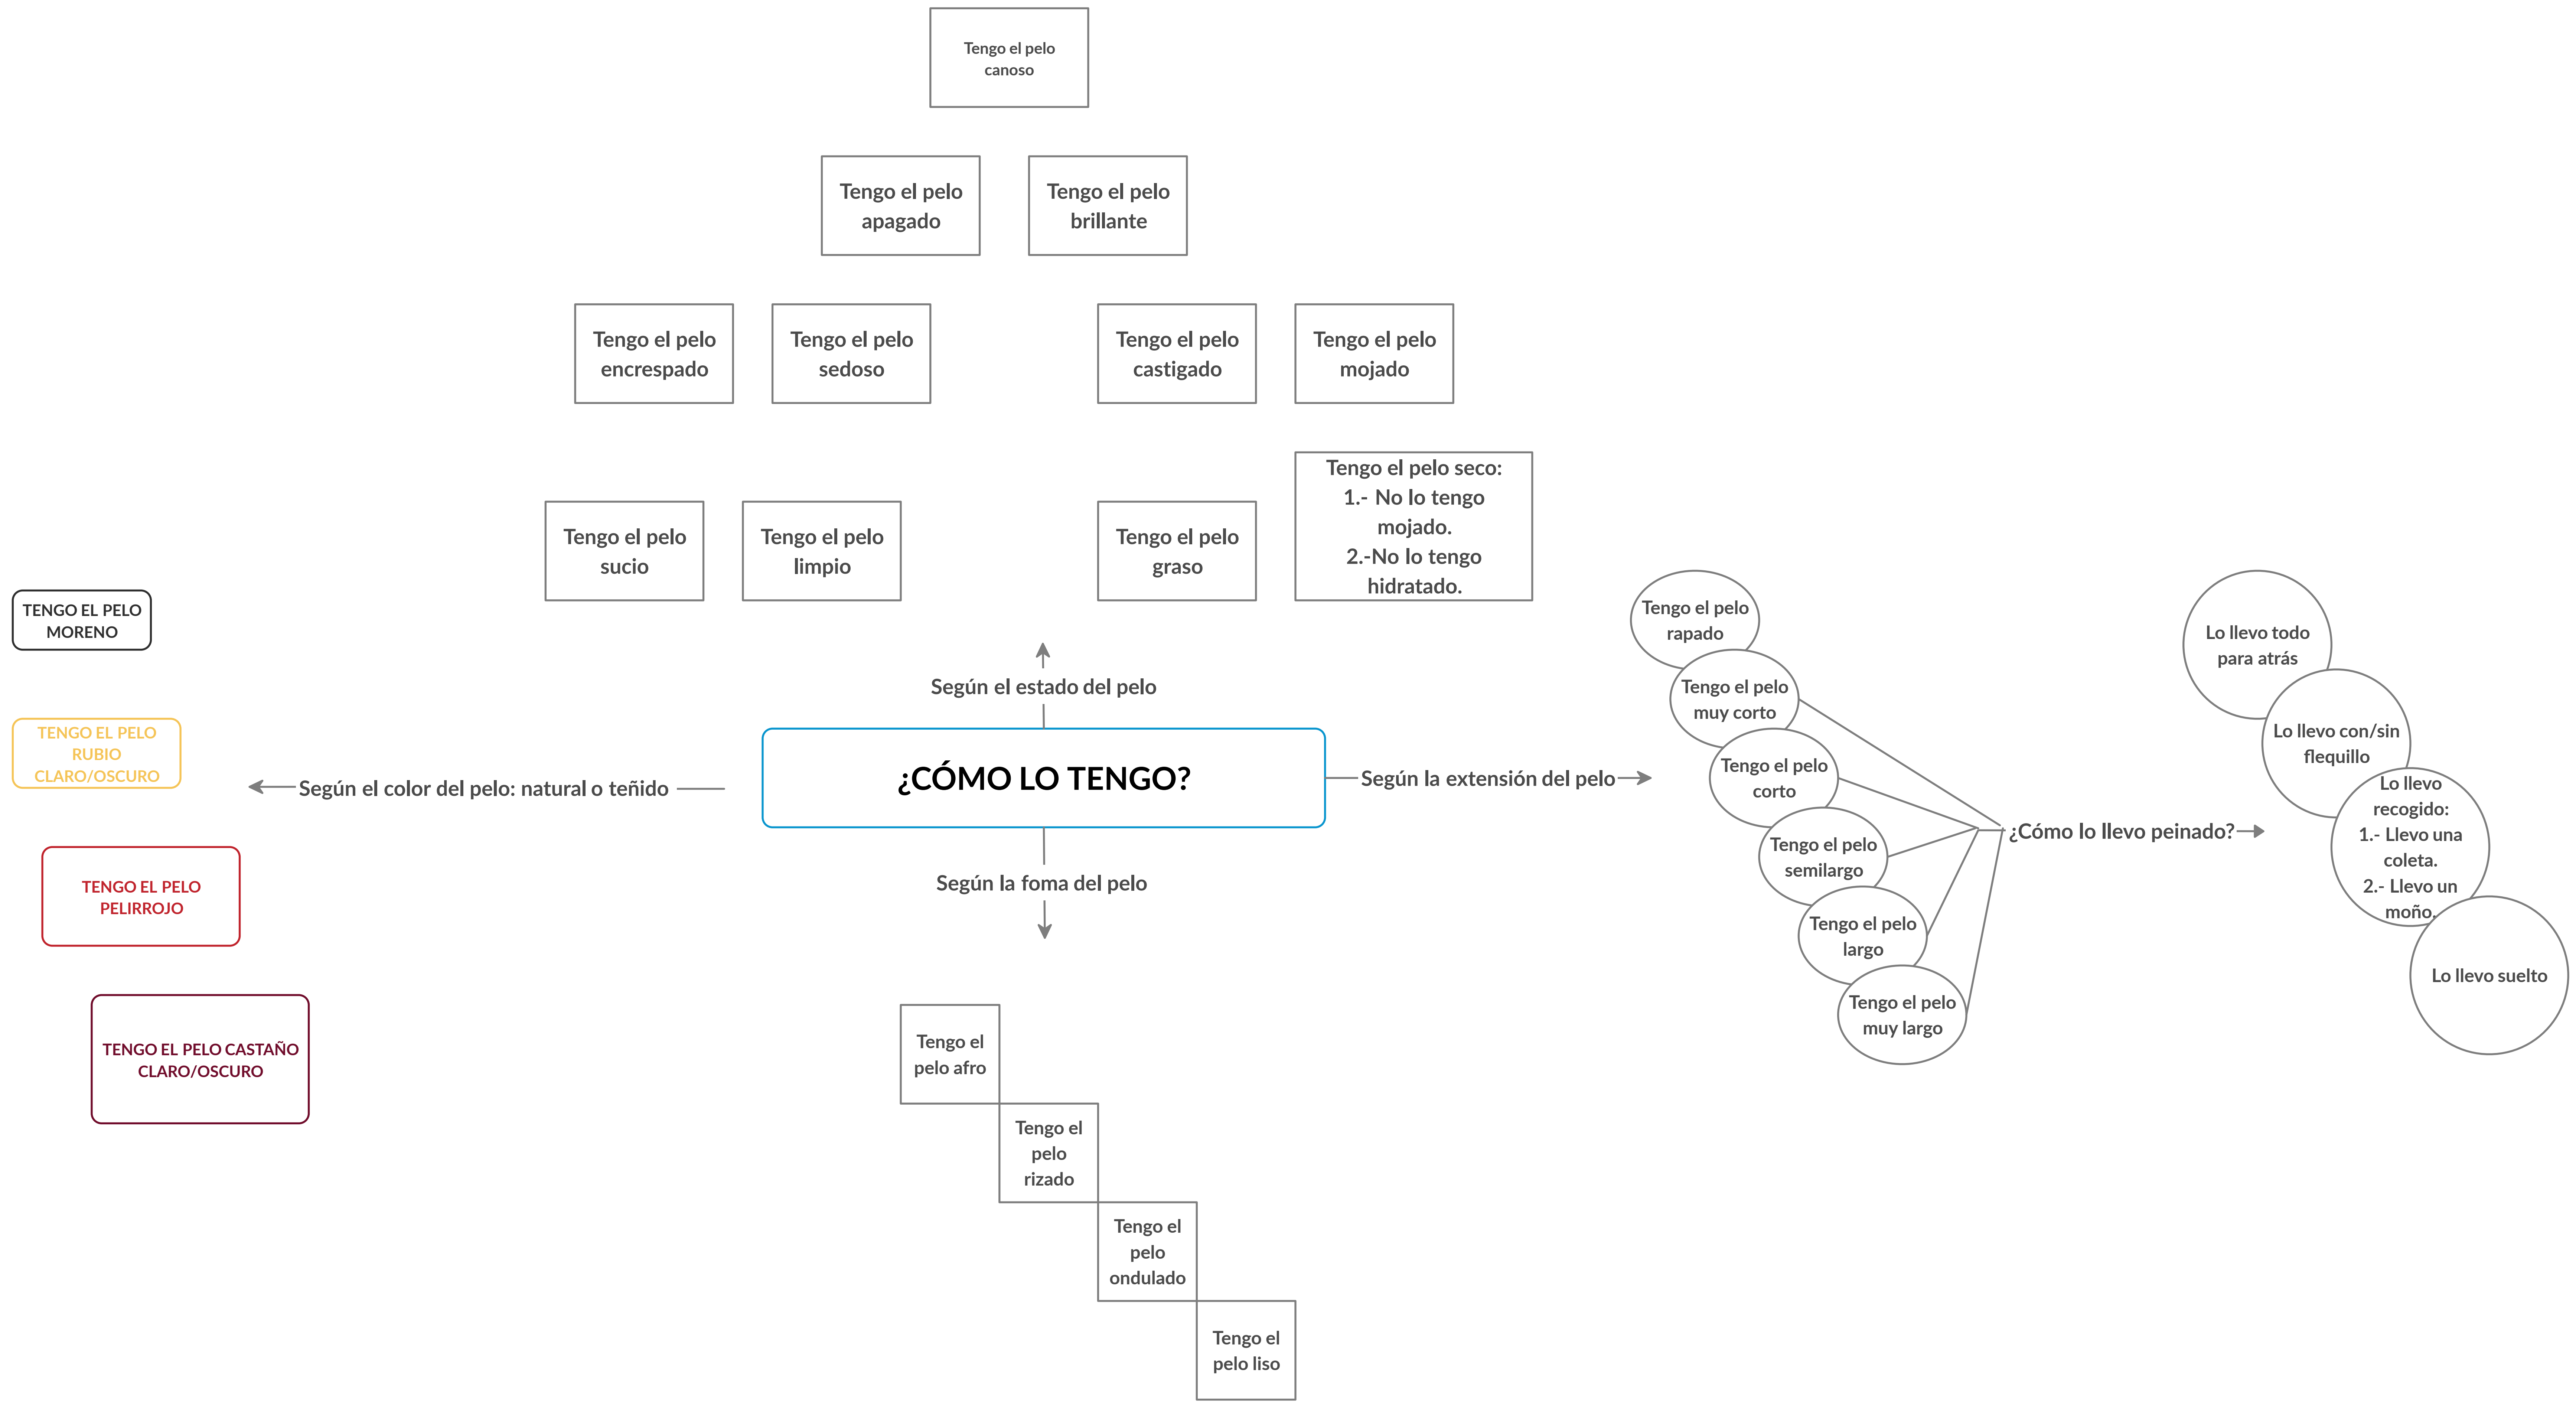 Tengo el pelo
canoso
Tengo el pelo
apagado
Tengo el pelo
brillante
Tengo el pelo
encrespado
Tengo el pelo
sedoso
Tengo el pelo
castigado
Tengo el pelo
mojado
Tengo el pelo
sucio
Tengo el pelo
limpio
Tengo el pelo
graso
Tengo el pelo seco:
1.- No lo tengo
mojado.
2.-No lo tengo
hidratado.
Según el estado del pelo
¿CÓMO LO TENGO?
Según el color del pelo: natural o teñido
TENGO EL PELO
MORENO
TENGO EL PELO
RUBIO
CLARO/OSCURO
TENGO EL PELO
PELIRROJO
TENGO EL PELO CASTAÑO
CLARO/OSCURO
Según la foma del pelo
Tengo el
pelo afro
Tengo el
pelo
rizado
Tengo el
pelo
ondulado
Tengo el
pelo liso
Según la extensión del pelo
Tengo el pelo
rapado
Tengo el pelo
muy corto
Tengo el pelo
corto
Tengo el pelo
semilargo
Tengo el pelo
largo
Tengo el pelo
muy largo
¿Cómo lo llevo peinado?
Lo llevo todo
para atrás
Lo llevo con/sin
flequillo
Lo llevo
recogido:
1.- Llevo una
coleta.
2.- Llevo un
moño.
Lo llevo suelto